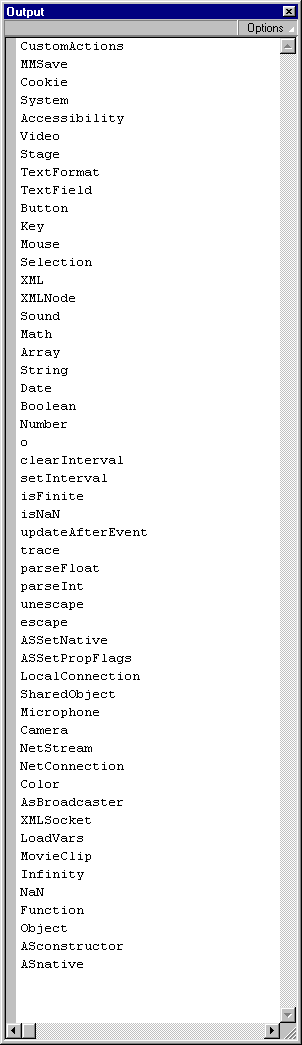 Output
Options
CustomActions
MMSave
Cookie
System
Accessibility
Video
Stage
TextFormat
TextField
Button
Key
Mouse
Selection
XML
XMLNode
Sound
Math
Array
String
Date
Boolean
Number
o
clearInterval
setInterval
isFinite
isNaN
updateAfterEvent
trace
parseFloat
parseInt
unescape
escape
ASSetNative
ASSetPropFlags
LocalConnection
SharedObject
Microphone
Camera
NetStream
NetConnection
Color
AsBroadcaster
XMLSocket
LoadVars
MovieClip
Infinity
NaN
Function
Object
ASconstructor
ASnative